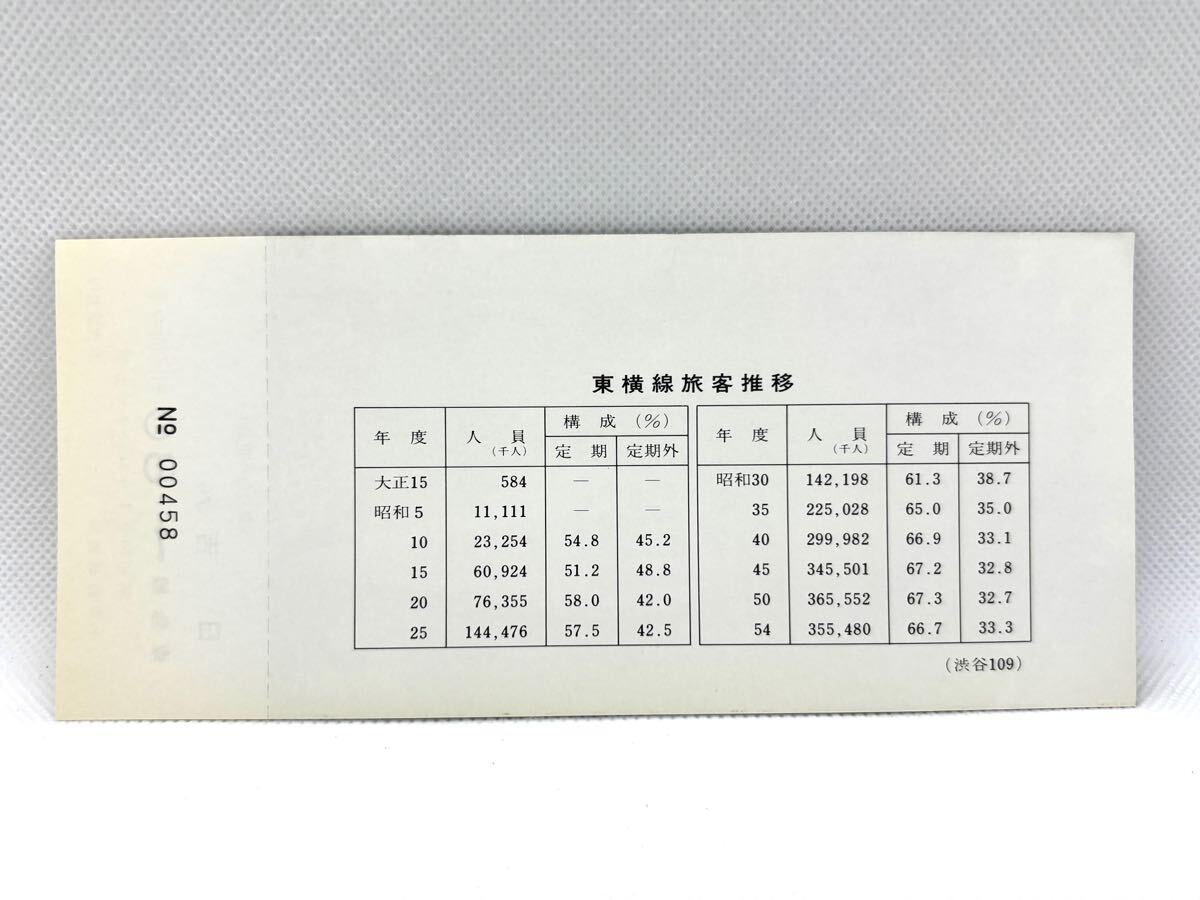 No 00458
東横線旅客推移
年度 人員(千人) 構成(%) 定期 定期外
大正15 584 — —
昭和5 11,111 — —
10 23,254 54.8 45.2
15 60,924 51.2 48.8
20 76,355 58.0 42.0
25 144,476 57.5 42.5
年度 人員(千人) 構成(%) 定期 定期外
昭和30 142,198 61.3 38.7
35 225,028 65.0 35.0
40 299,982 66.9 33.1
45 345,501 67.2 32.8
50 365,552 67.3 32.7
54 355,480 66.7 33.3
(渋谷109)